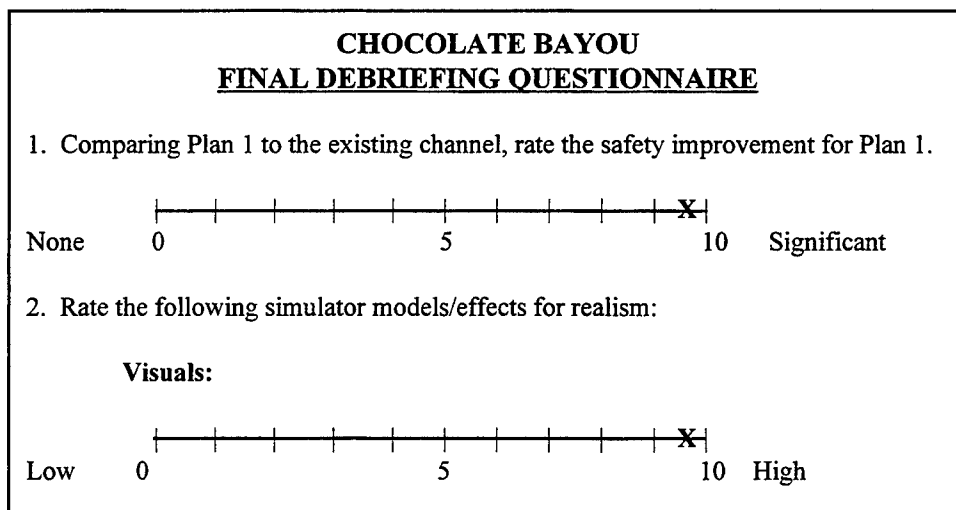 CHOCOLATE BAYOU
FINAL DEBRIEFING QUESTIONNAIRE
1. Comparing Plan 1 to the existing channel, rate the safety improvement for Plan 1.
X
None 0 5 10 Significant
2. Rate the following simulator models/effects for realism:
Visuals:
X
Low 0 5 10 High